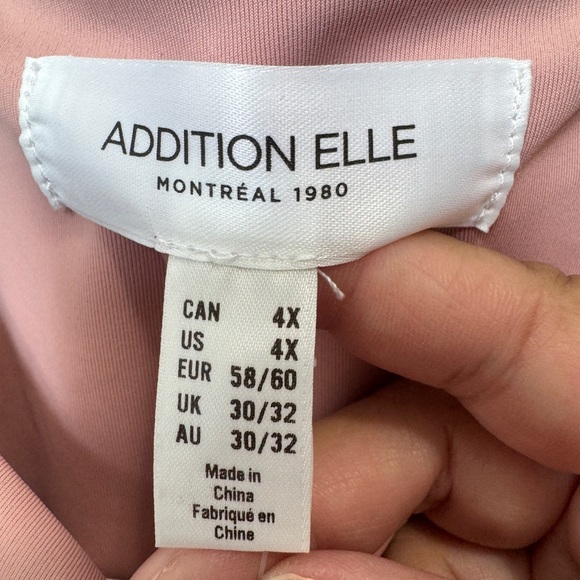 ADDITION ELLE
MONTRÉAL 1980
CAN 4X
US 4X
EUR 58/60
UK 30/32
AU 30/32
Made in
China
Fabriqué en
Chine